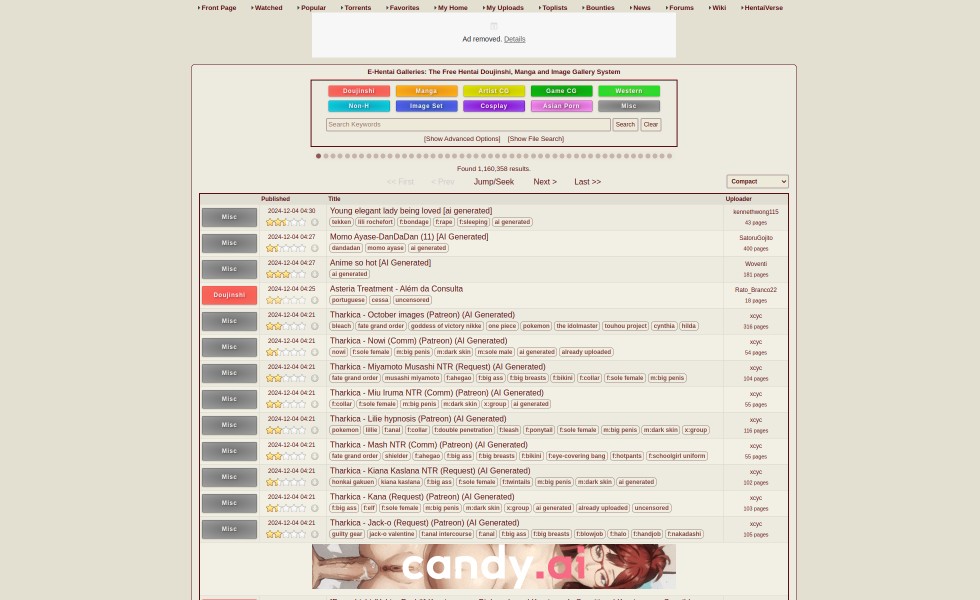 Front Page Watched Popular Torrents Favorites My Home My Uploads Toplists Bounties News Forums Wiki HentaiVerse
Ad removed. Details
E-Hentai Galleries: The Free Hentai Doujinshi, Manga and Image Gallery System
Doujinshi Manga Artist CG Game CG Western
Non-H Image Set Cosplay Asian Porn Misc
Search Keywords Search Clear
[Show Advanced Options] [Show File Search]
Found 1,160,358 results.
<< First < Prev Jump/Seek Next > Last >> Compact
Published Title Uploader
Misc 2024-12-04 04:30 Young elegant lady being loved [ai generated] kennethwong115
tekken lili rochefort f:bondage f:rape f:sleeping ai generated 43 pages
Misc 2024-12-04 04:27 Momo Ayase-DanDaDan (11) [AI Generated] SatoruGojito
dandadan momo ayase ai generated 400 pages
Misc 2024-12-04 04:27 Anime so hot [AI Generated] Woventi
ai generated 181 pages
Doujinshi 2024-12-04 04:25 Asteria Treatment - Além da Consulta Rato_Branco22
portuguese cessa uncensored 18 pages
Misc 2024-12-04 04:21 Tharkica - October images (Patreon) (AI Generated) xcyc
bleach fate grand order goddess of victory nikke one piece pokemon the idolmaster touhou project cynthia hilda 316 pages
Misc 2024-12-04 04:21 Tharkica - Nowi (Comm) (Patreon) (AI Generated) xcyc
nowi f:sole female m:big penis m:dark skin m:sole male ai generated already uploaded 54 pages
Misc 2024-12-04 04:21 Tharkica - Miyamoto Musashi NTR (Request) (AI Generated) xcyc
fate grand order musashi miyamoto f:ahegao f:big ass f:big breasts f:bikini f:collar f:sole female m:big penis 104 pages
Misc 2024-12-04 04:21 Tharkica - Miu Iruma NTR (Comm) (Patreon) (AI Generated) xcyc
f:collar f:sole female m:big penis m:dark skin x:group ai generated 55 pages
Misc 2024-12-04 04:21 Tharkica - Lilie hypnosis (Patreon) (AI Generated) xcyc
pokemon lillie f:anal f:collar f:double penetration f:leash f:ponytail f:sole female m:big penis m:dark skin x:group 116 pages
Misc 2024-12-04 04:21 Tharkica - Mash NTR (Comm) (Patreon) (AI Generated) xcyc
fate grand order shielder f:ahegao f:big ass f:big breasts f:bikini f:eye-covering bang f:hotpants f:schoolgirl uniform 55 pages
Misc 2024-12-04 04:21 Tharkica - Kiana Kaslana NTR (Request) (AI Generated) xcyc
honkai gakuen kiana kaslana f:big ass f:sole female f:twintails m:big penis m:dark skin ai generated 102 pages
Misc 2024-12-04 04:21 Tharkica - Kana (Request) (Patreon) (AI Generated) xcyc
f:big ass f:elf f:sole female m:big penis m:dark skin x:group ai generated already uploaded uncensored 103 pages
Misc 2024-12-04 04:21 Tharkica - Jack-o (Request) (Patreon) (AI Generated) xcyc
guilty gear jack-o valentine f:anal intercourse f:anal f:big ass f:big breasts f:blowjob f:halo f:handjob f:nakadashi 105 pages
candy.ai